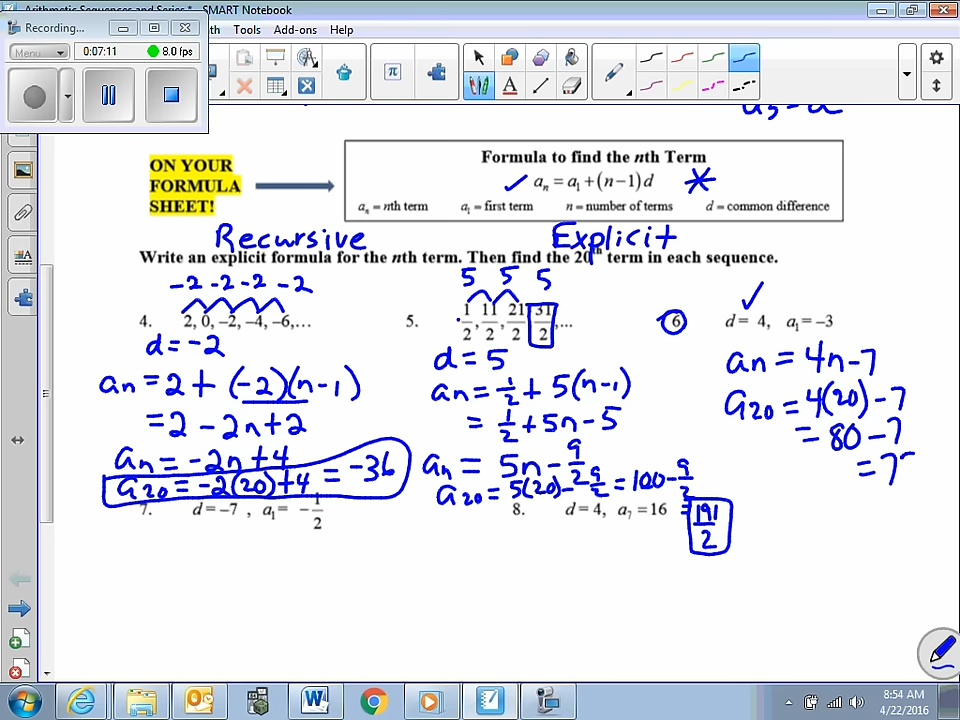 Arithmetic Sequences and Series * - SMART Notebook
Recording...
Tools Add-ons Help
Menu
0:07:11
8.0 fps
π
A
ON YOUR
FORMULA
SHEET!
Formula to find the nth Term
aₙ = a₁ + (n−1)d
aₙ = nth term a₁ = first term n = number of terms d = common difference
Recursive Explicit
Write an explicit formula for the nth term. Then find the 20th term in each sequence.
-2 -2 -2 -2
5 5 5
4. 2, 0, −2, −4, −6,...
5. 1/2, 11/2, 21/2, 31/2,...
6 d = 4, a₁ = −3
d = -2
d = 5
an = 4n - 7
an = 2 + (-2)(n-1)
an = 1/2 + 5(n-1)
a20 = 4(20) - 7
= 2 - 2n + 2
= 1/2 + 5n - 5
= 80 - 7
an = -2n + 4
an = 5n - 9/2
a20 = -2(20) + 4 = -36
a20 = 5(20) - 9/2 = 100 - 9/2
= 191/2
7. d = −7 , a₁ = −1/2
8. d = 4, a₇ = 16
8:54 AM
4/22/2016